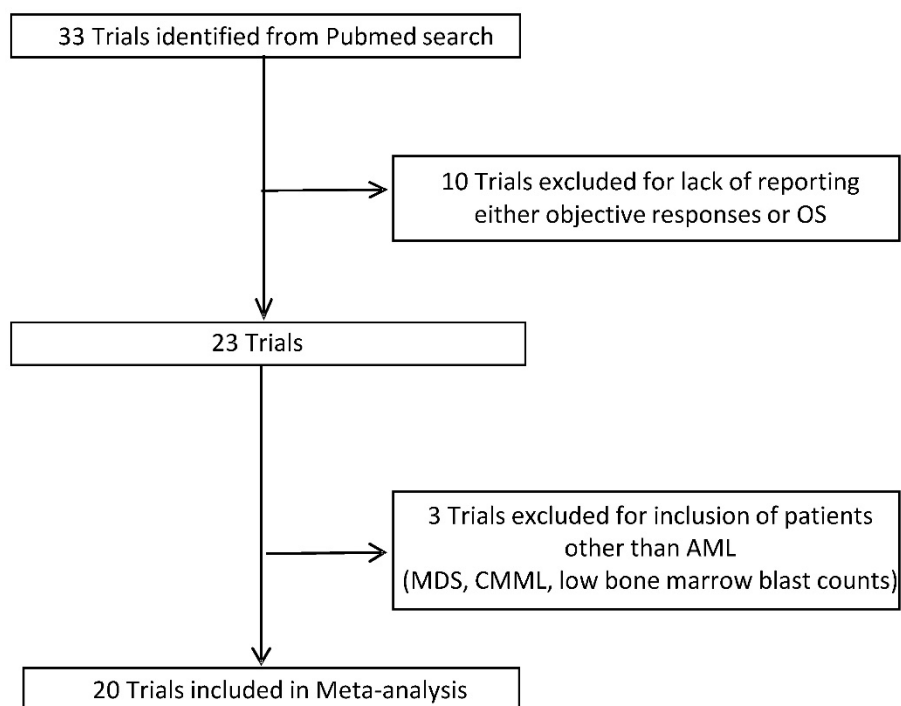 33 Trials identified from Pubmed search
10 Trials excluded for lack of reporting
either objective responses or OS
23 Trials
3 Trials excluded for inclusion of patients
other than AML
(MDS, CMML, low bone marrow blast counts)
20 Trials included in Meta-analysis